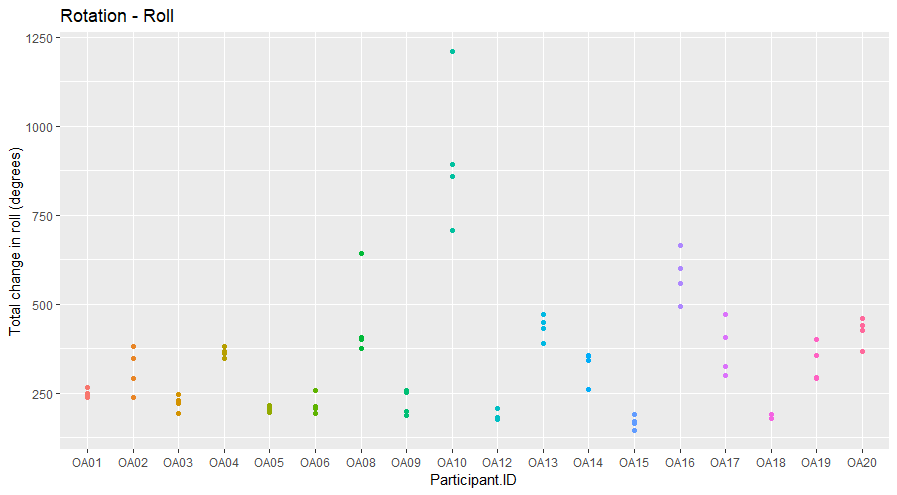 Rotation - Roll
Total change in roll (degrees)
1250
1000
750
500
250
OA01 OA02 OA03 OA04 OA05 OA06 OA08 OA09 OA10 OA12 OA13 OA14 OA15 OA16 OA17 OA18 OA19 OA20
Participant.ID